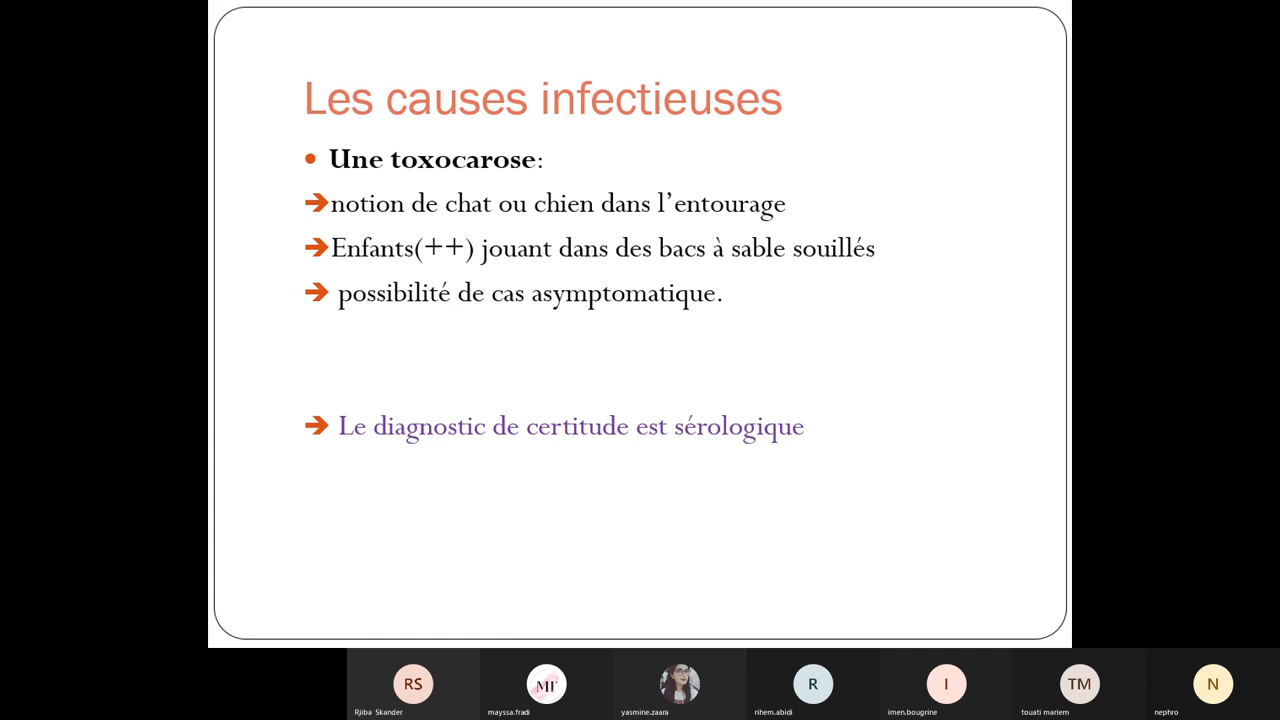 Les causes infectieuses
• Une toxocarose:
➔notion de chat ou chien dans l’entourage
➔Enfants(++) jouant dans des bacs à sable souillés
➔ possibilité de cas asymptomatique.
➔ Le diagnostic de certitude est sérologique
RS MF R I TM N
Rjiba Skander mayssa.fradi yasmine.zaara rihem.abidi imen.bougrine touati mariem nephro